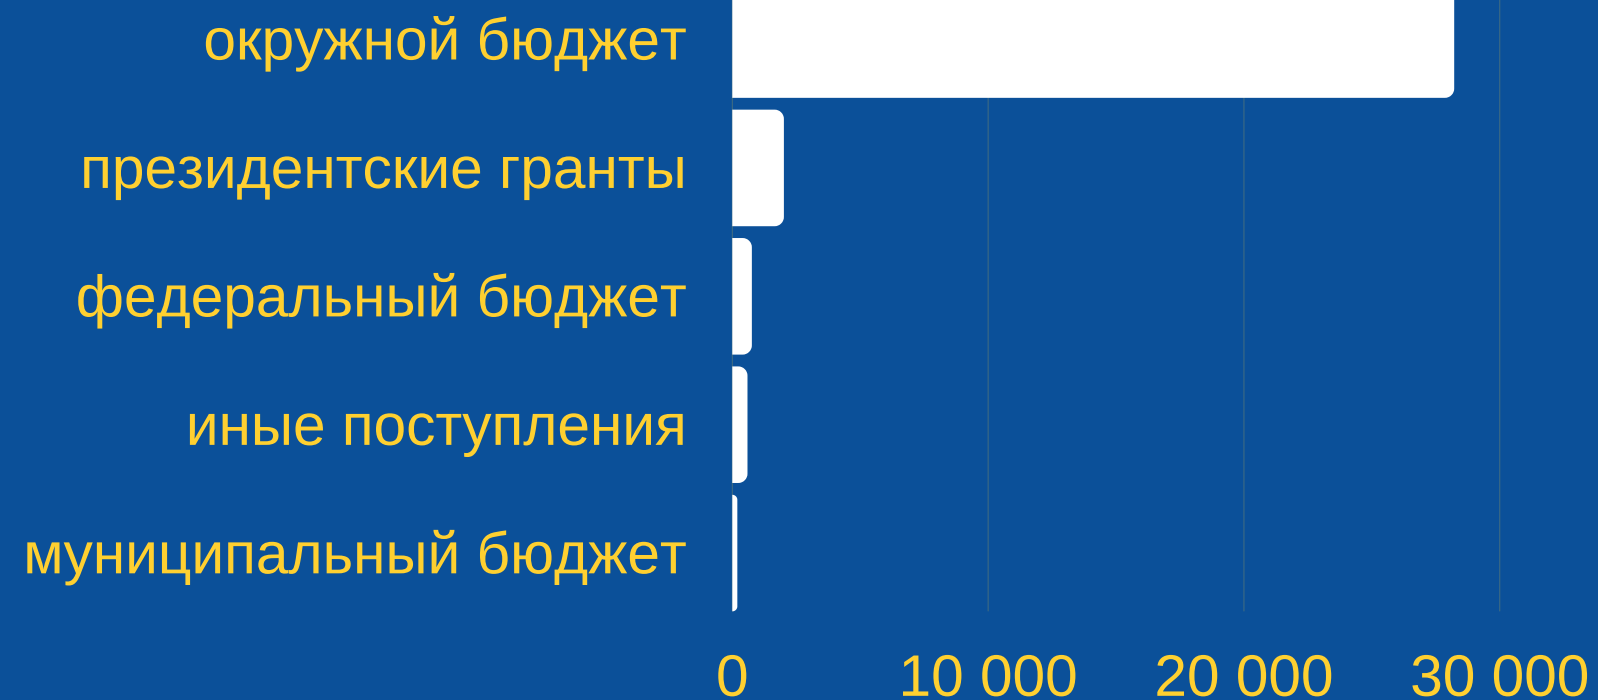 окружной бюджет
президентские гранты
федеральный бюджет
иные поступления
муниципальный бюджет
0 10 000 20 000 30 000